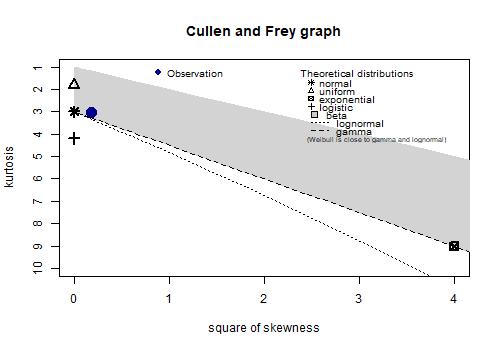 Cullen and Frey graph
Observation
Theoretical distributions
normal
uniform
exponential
logistic
beta
lognormal
gamma
(Weibull is close to gamma and lognormal)
kurtosis
1
2
3
4
5
6
7
8
9
10
0
1
2
3
4
square of skewness